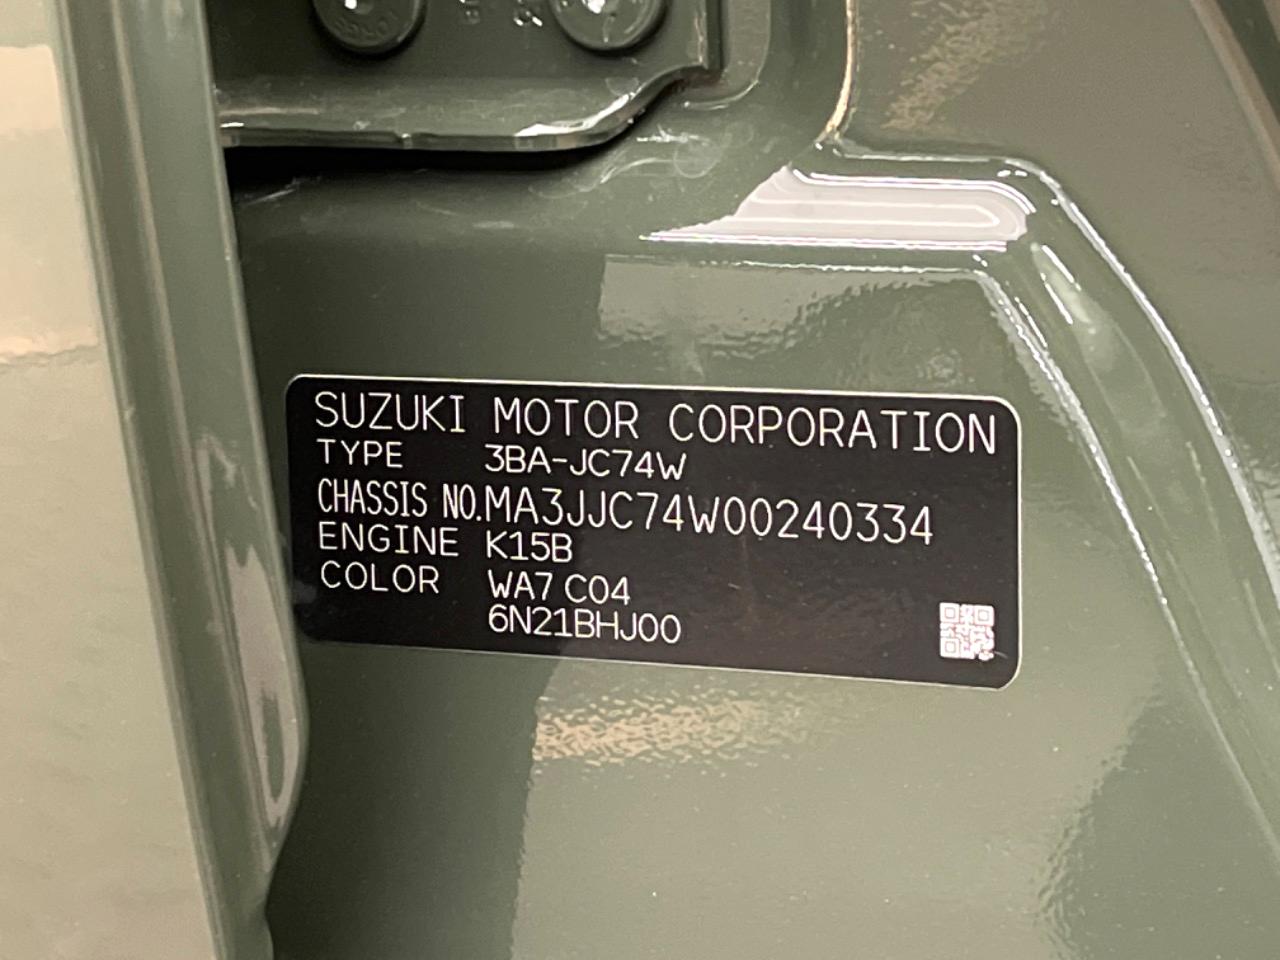 SUZUKI MOTOR CORPORATION
TYPE 3BA-JC74W
CHASSIS NO.MA3JJC74W00240334
ENGINE K15B
COLOR WA7 C04
6N21BHJ00